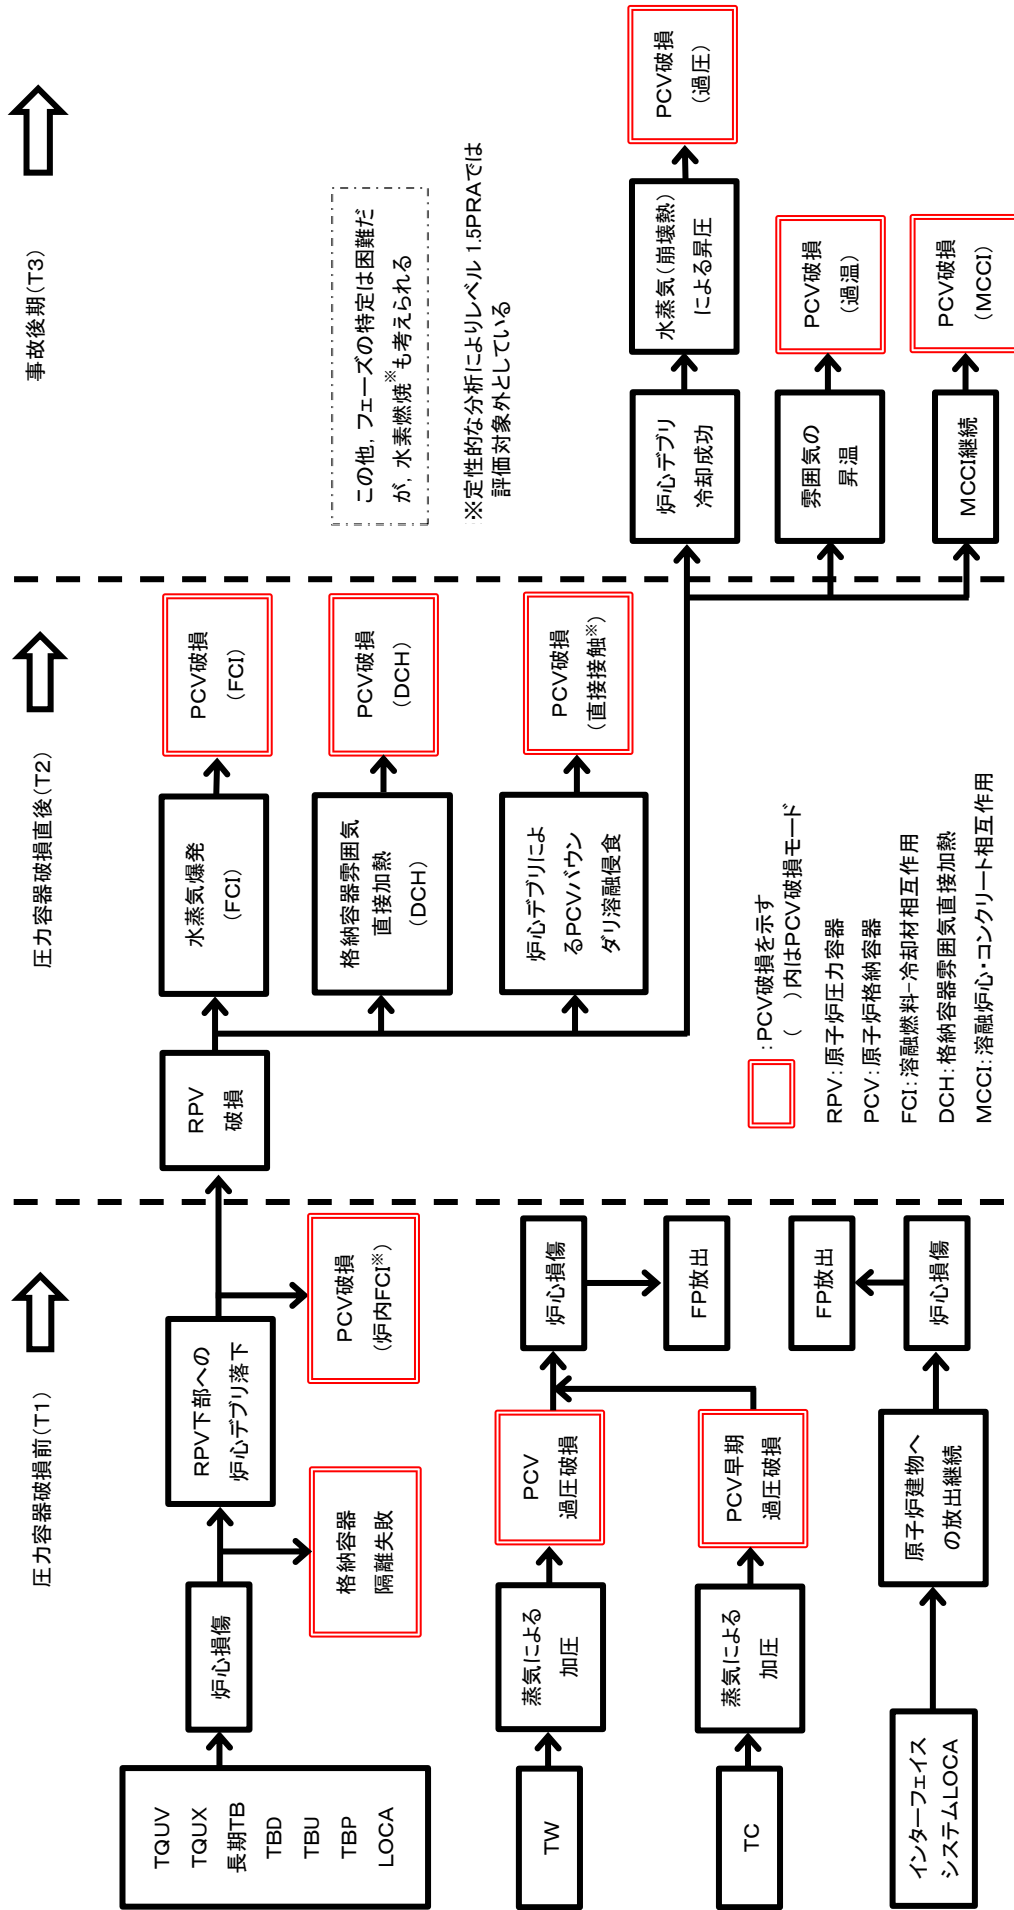 圧力容器破損前(T1)
圧力容器破損直後(T2)
事故後期(T3)
TQUV
TQUX
長期TB
TBD
TBU
TBP
LOCA
炉心損傷
格納容器
隔離失敗
RPV下部への
炉心デブリ落下
PCV破損
(炉内FCI※)
RPV
破損
水蒸気爆発
(FCI)
PCV破損
(FCI)
格納容器雰囲気
直接加熱
(DCH)
PCV破損
(DCH)
炉心デブリによ
るPCVバウン
ダリ溶融侵食
PCV破損
(直接接触※)
この他,フェーズの特定は困難だ
が,水素燃焼※も考えられる
※定性的な分析によりレベル1.5PRAでは
評価対象外としている
炉心デブリ
冷却成功
水蒸気(崩壊熱)
による昇圧
PCV破損
(過圧)
雰囲気の
昇温
PCV破損
(過温)
MCCI継続
PCV破損
(MCCI)
TW
蒸気による
加圧
PCV
過圧破損
炉心損傷
FP放出
TC
蒸気による
加圧
PCV早期
過圧破損
インターフェイス
システムLOCA
原子炉建物へ
の放出継続
炉心損傷
FP放出
:PCV破損を示す
( )内はPCV破損モード
RPV:原子炉圧力容器
PCV:原子炉格納容器
FCI:溶融燃料-冷却材相互作用
DCH:格納容器雰囲気直接加熱
MCCI:溶融炉心・コンクリート相互作用